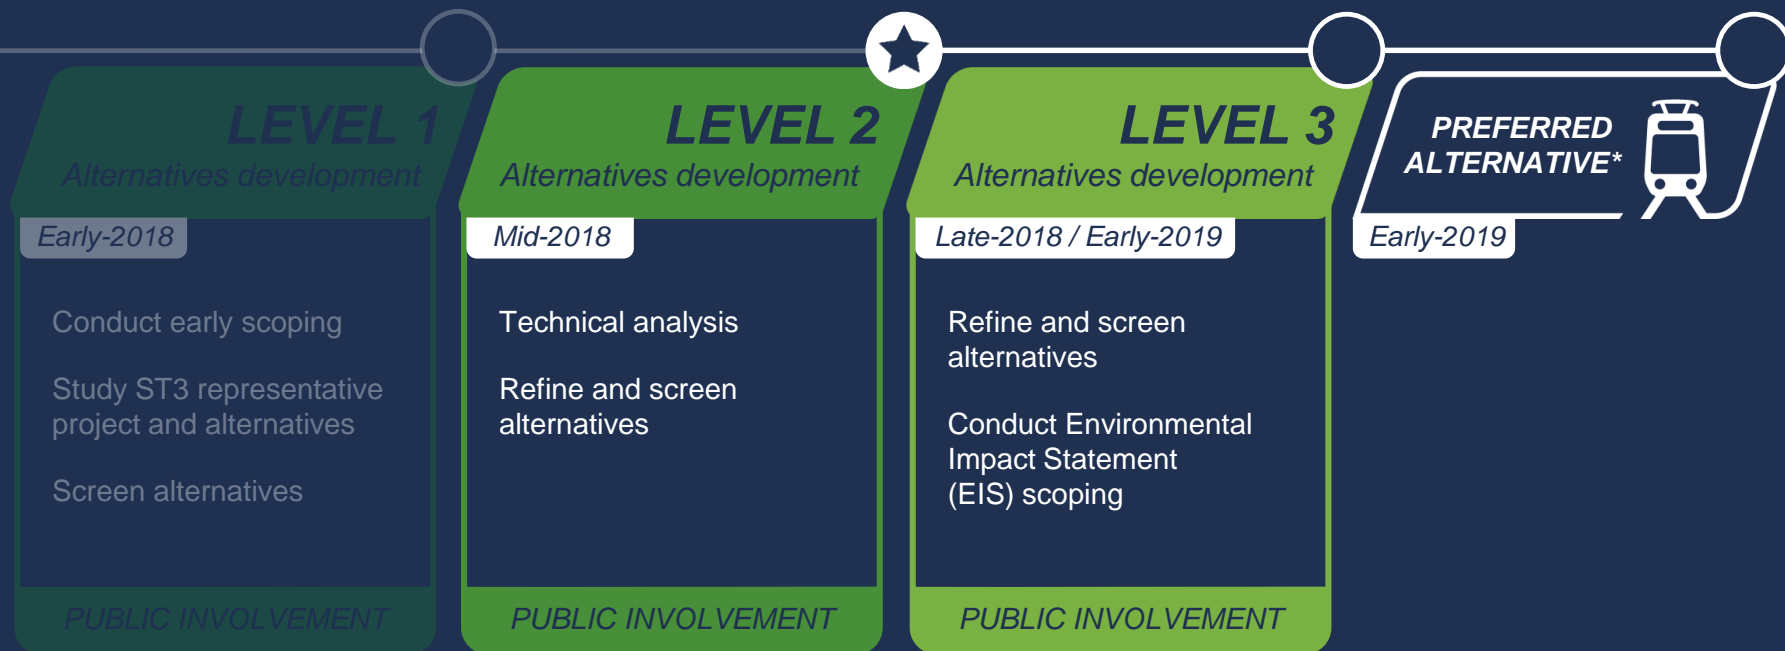 LEVEL 1
Alternatives development
Early-2018
Conduct early scoping
Study ST3 representative
project and alternatives
Screen alternatives
PUBLIC INVOLVEMENT
LEVEL 2
Alternatives development
Mid-2018
Technical analysis
Refine and screen
alternatives
PUBLIC INVOLVEMENT
LEVEL 3
Alternatives development
Late-2018 / Early-2019
Refine and screen
alternatives
Conduct Environmental
Impact Statement
(EIS) scoping
PUBLIC INVOLVEMENT
PREFERRED
ALTERNATIVE*
Early-2019